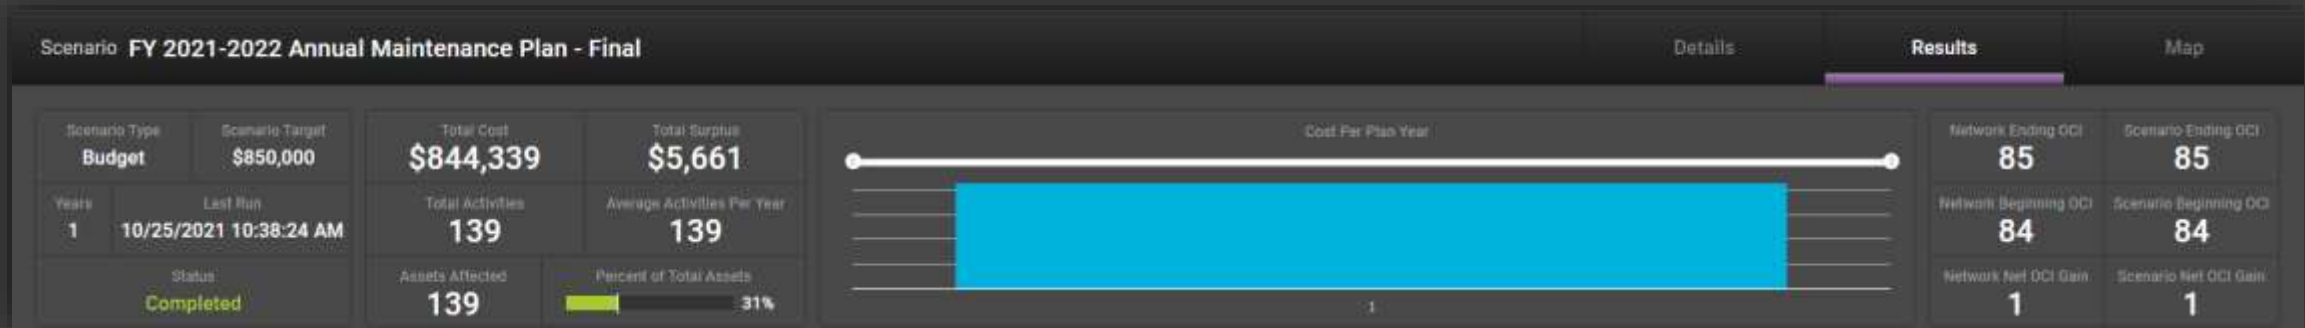 Scenario FY 2021-2022 Annual Maintenance Plan - Final
Details
Results
Map
Scenario Type
Budget
Scenario Target
$850,000
Years
1
Last Run
10/25/2021 10:38:24 AM
Status
Completed
Total Cost
$844,339
Total Surplus
$5,661
Total Activities
139
Average Activities Per Year
139
Assets Affected
139
Percent of Total Assets
31%
Cost Per Plan Year
1
Network Ending OCI
85
Scenario Ending OCI
85
Network Beginning OCI
84
Scenario Beginning OCI
84
Network Net OCI Gain
1
Scenario Net OCI Gain
1